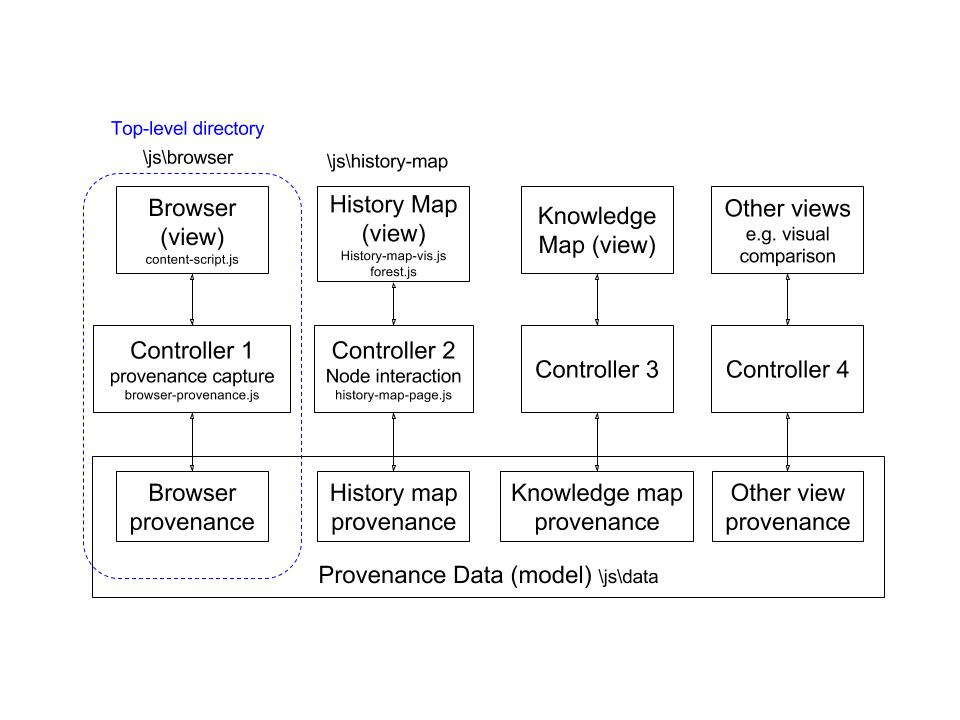 Top-level directory
\js\browser
\js\history-map
Browser
(view)
content-script.js
History Map
(view)
History-map-vis.js
forest.js
Knowledge
Map (view)
Other views
e.g. visual
comparison
Controller 1
provenance capture
browser-provenance.js
Controller 2
Node interaction
history-map-page.js
Controller 3
Controller 4
Browser
provenance
History map
provenance
Knowledge map
provenance
Other view
provenance
Provenance Data (model) \js\data